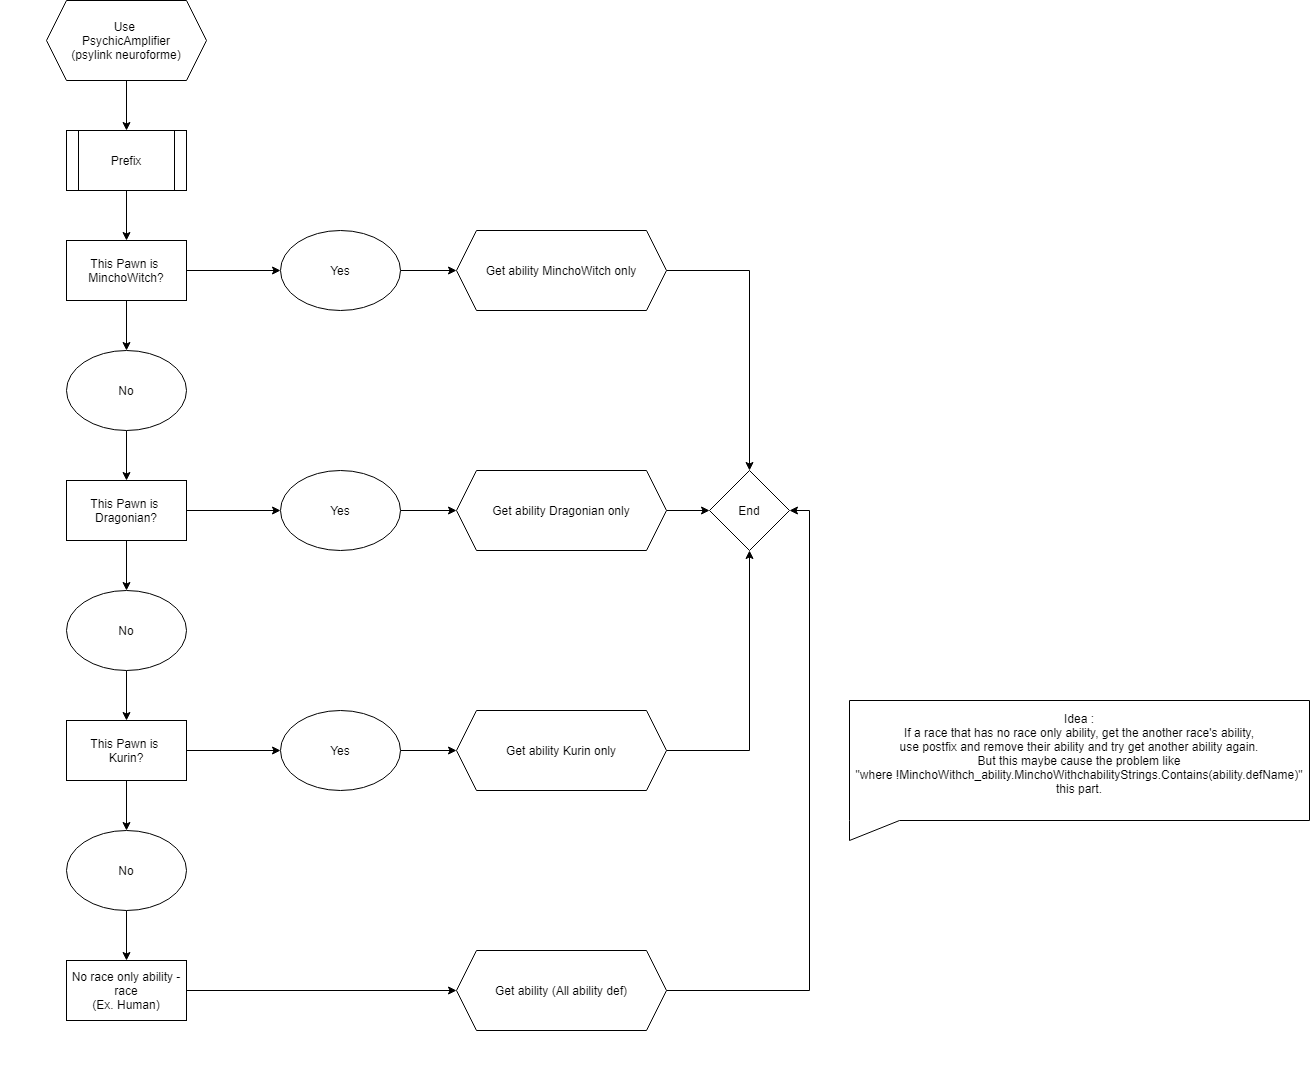 Use
PsychicAmplifier
(psylink neuroforme)
Prefix
This Pawn is
MinchoWitch?
Yes
Get ability MinchoWitch only
No
This Pawn is
Dragonian?
Yes
Get ability Dragonian only
End
No
This Pawn is
Kurin?
Yes
Get ability Kurin only
Idea :
If a race that has no race only ability, get the another race's ability,
use postfix and remove their ability and try get another ability again.
But this maybe cause the problem like
"where !MinchoWithch_ability.MinchoWithchabilityStrings.Contains(ability.defName)"
this part.
No
No race only ability -
race
(Ex. Human)
Get ability (All ability def)